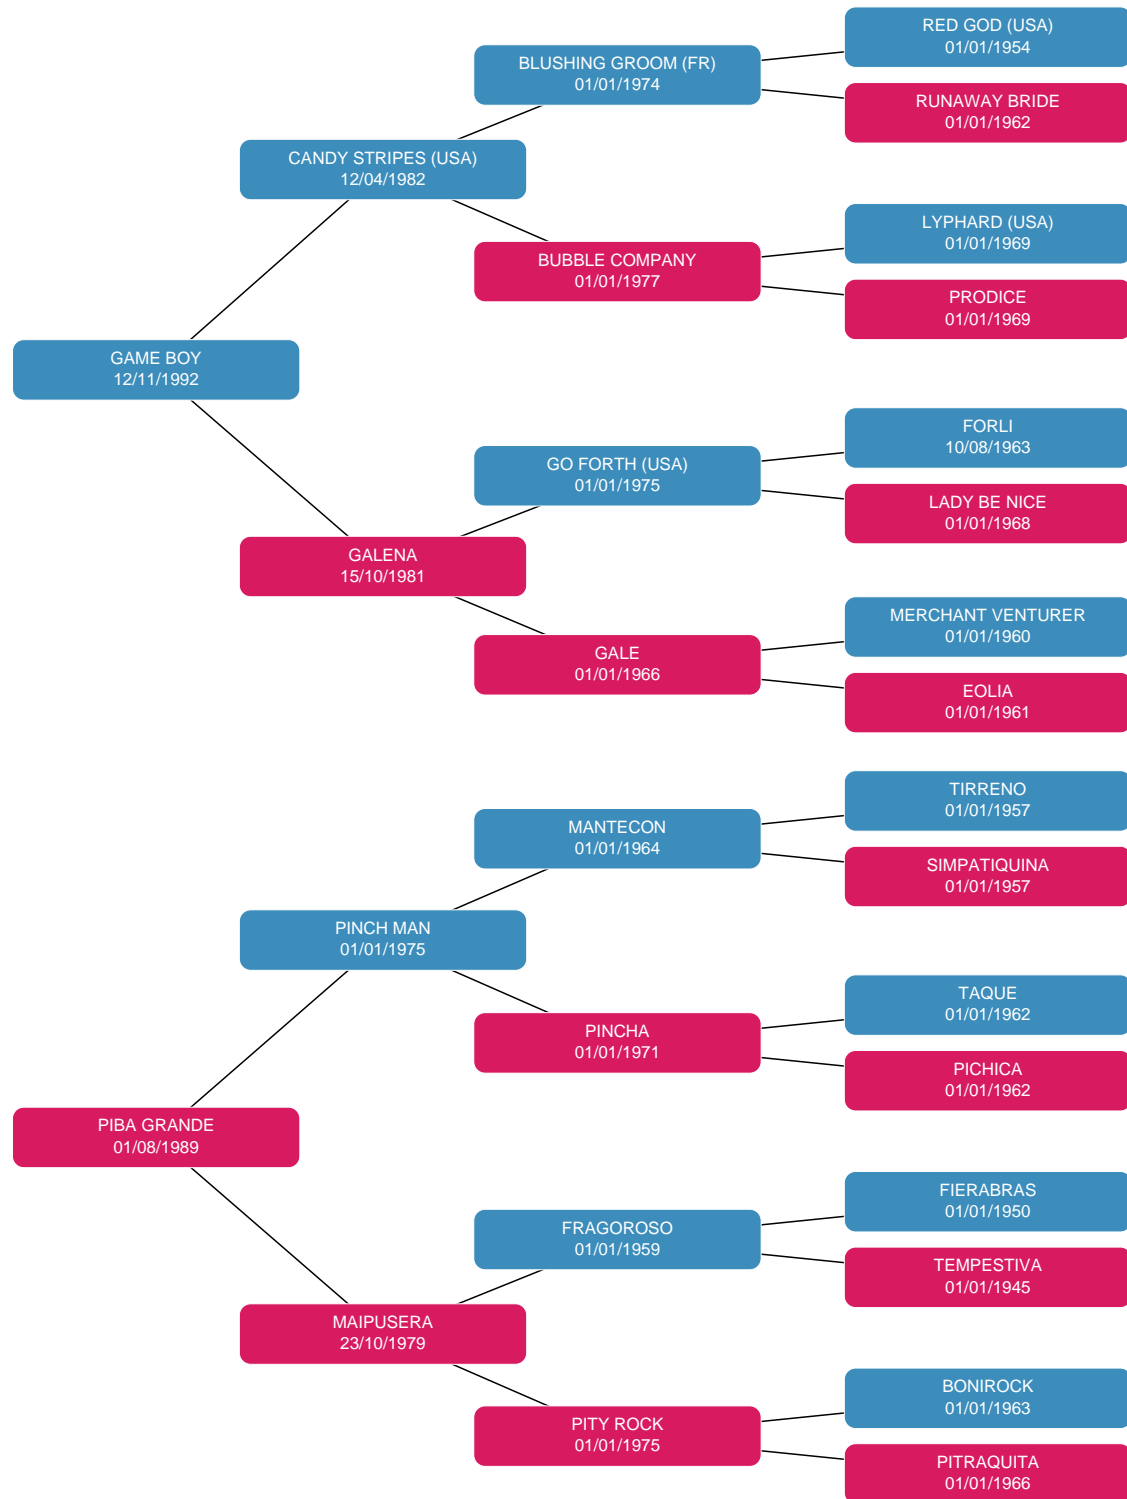 RED GOD (USA)
01/01/1954
BLUSHING GROOM (FR)
01/01/1974
RUNAWAY BRIDE
01/01/1962
CANDY STRIPES (USA)
12/04/1982
LYPHARD (USA)
01/01/1969
BUBBLE COMPANY
01/01/1977
PRODICE
01/01/1969
GAME BOY
12/11/1992
FORLI
10/08/1963
GO FORTH (USA)
01/01/1975
LADY BE NICE
01/01/1968
GALENA
15/10/1981
MERCHANT VENTURER
01/01/1960
GALE
01/01/1966
EOLIA
01/01/1961
TIRRENO
01/01/1957
MANTECON
01/01/1964
SIMPATIQUINA
01/01/1957
PINCH MAN
01/01/1975
TAQUE
01/01/1962
PINCHA
01/01/1971
PICHICA
01/01/1962
PIBA GRANDE
01/08/1989
FIERABRAS
01/01/1950
FRAGOROSO
01/01/1959
TEMPESTIVA
01/01/1945
MAIPUSERA
23/10/1979
BONIROCK
01/01/1963
PITY ROCK
01/01/1975
PITRAQUITA
01/01/1966